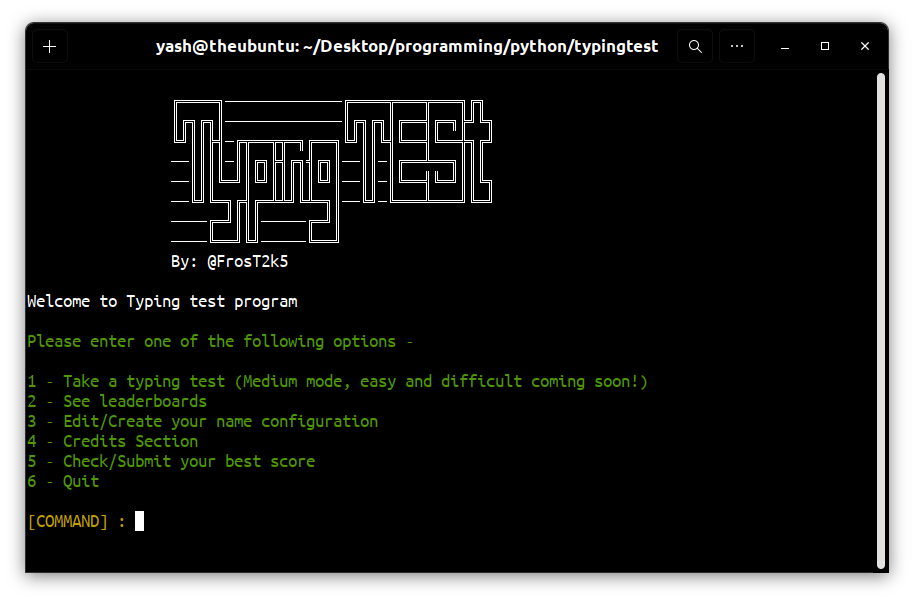 yash@theubuntu: ~/Desktop/programming/python/typingtest
Typing TESt
By: @FrosT2k5
Welcome to Typing test program
Please enter one of the following options -
1 - Take a typing test (Medium mode, easy and difficult coming soon!)
2 - See leaderboards
3 - Edit/Create your name configuration
4 - Credits Section
5 - Check/Submit your best score
6 - Quit
[COMMAND] :